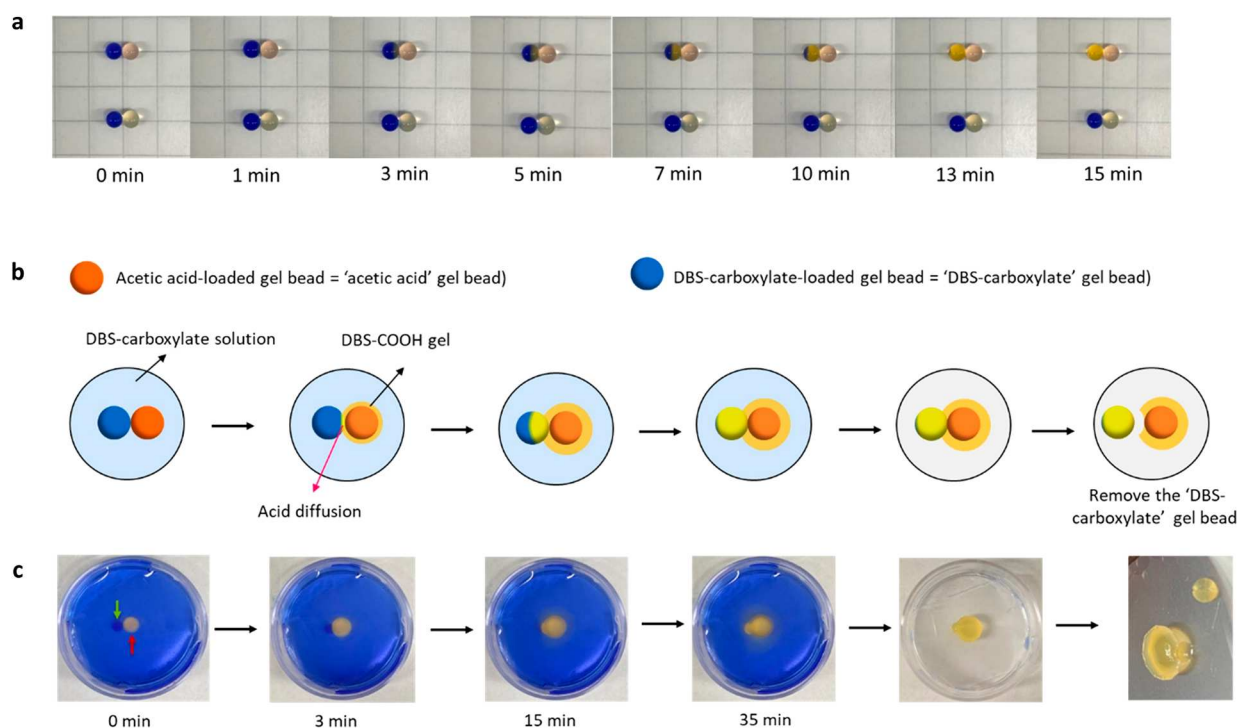 a
0 min 1 min 3 min 5 min 7 min 10 min 13 min 15 min
b
Acetic acid-loaded gel bead = ‘acetic acid’ gel bead) DBS-carboxylate-loaded gel bead = ‘DBS-carboxylate’ gel bead)
DBS-carboxylate solution DBS-COOH gel
Acid diffusion
Remove the ‘DBS-
carboxylate’ gel bead
c
0 min 3 min 15 min 35 min